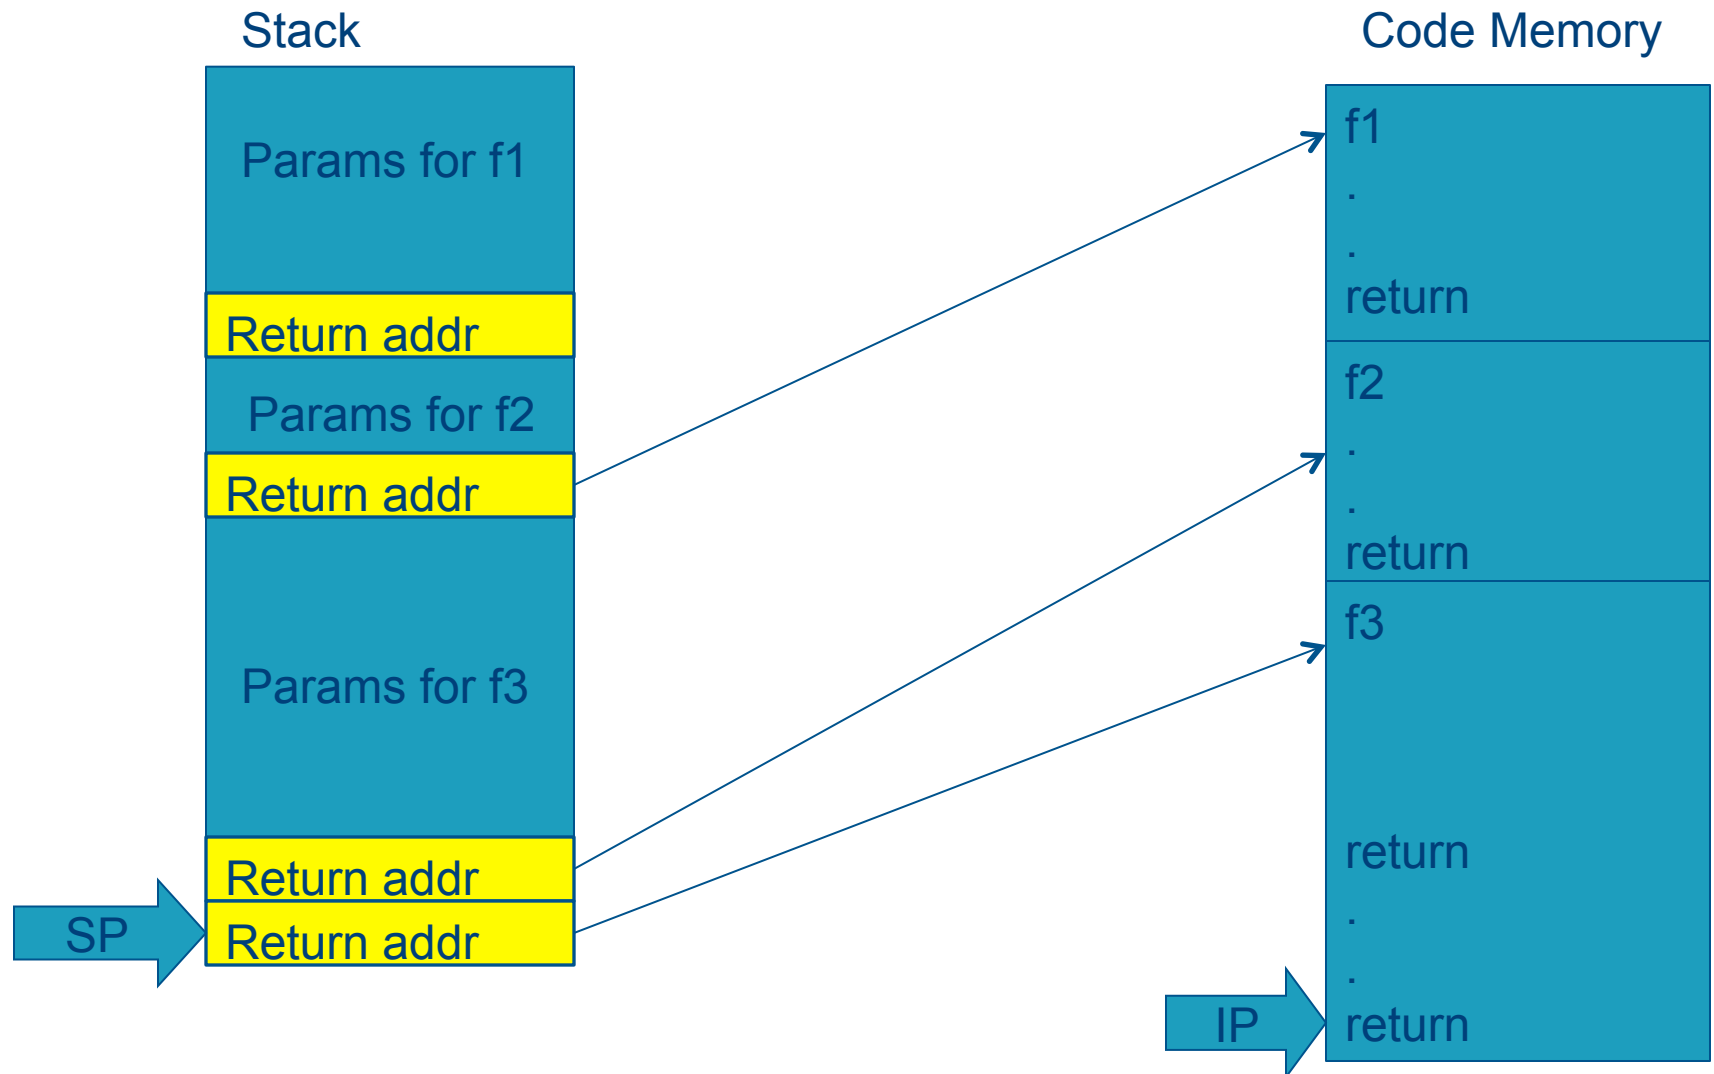 Stack
Params for f1
Return addr
Params for f2
Return addr
Params for f3
Return addr
Return addr
SP
Code Memory
f1
.
.
return
f2
.
.
return
f3
return
.
.
return
IP